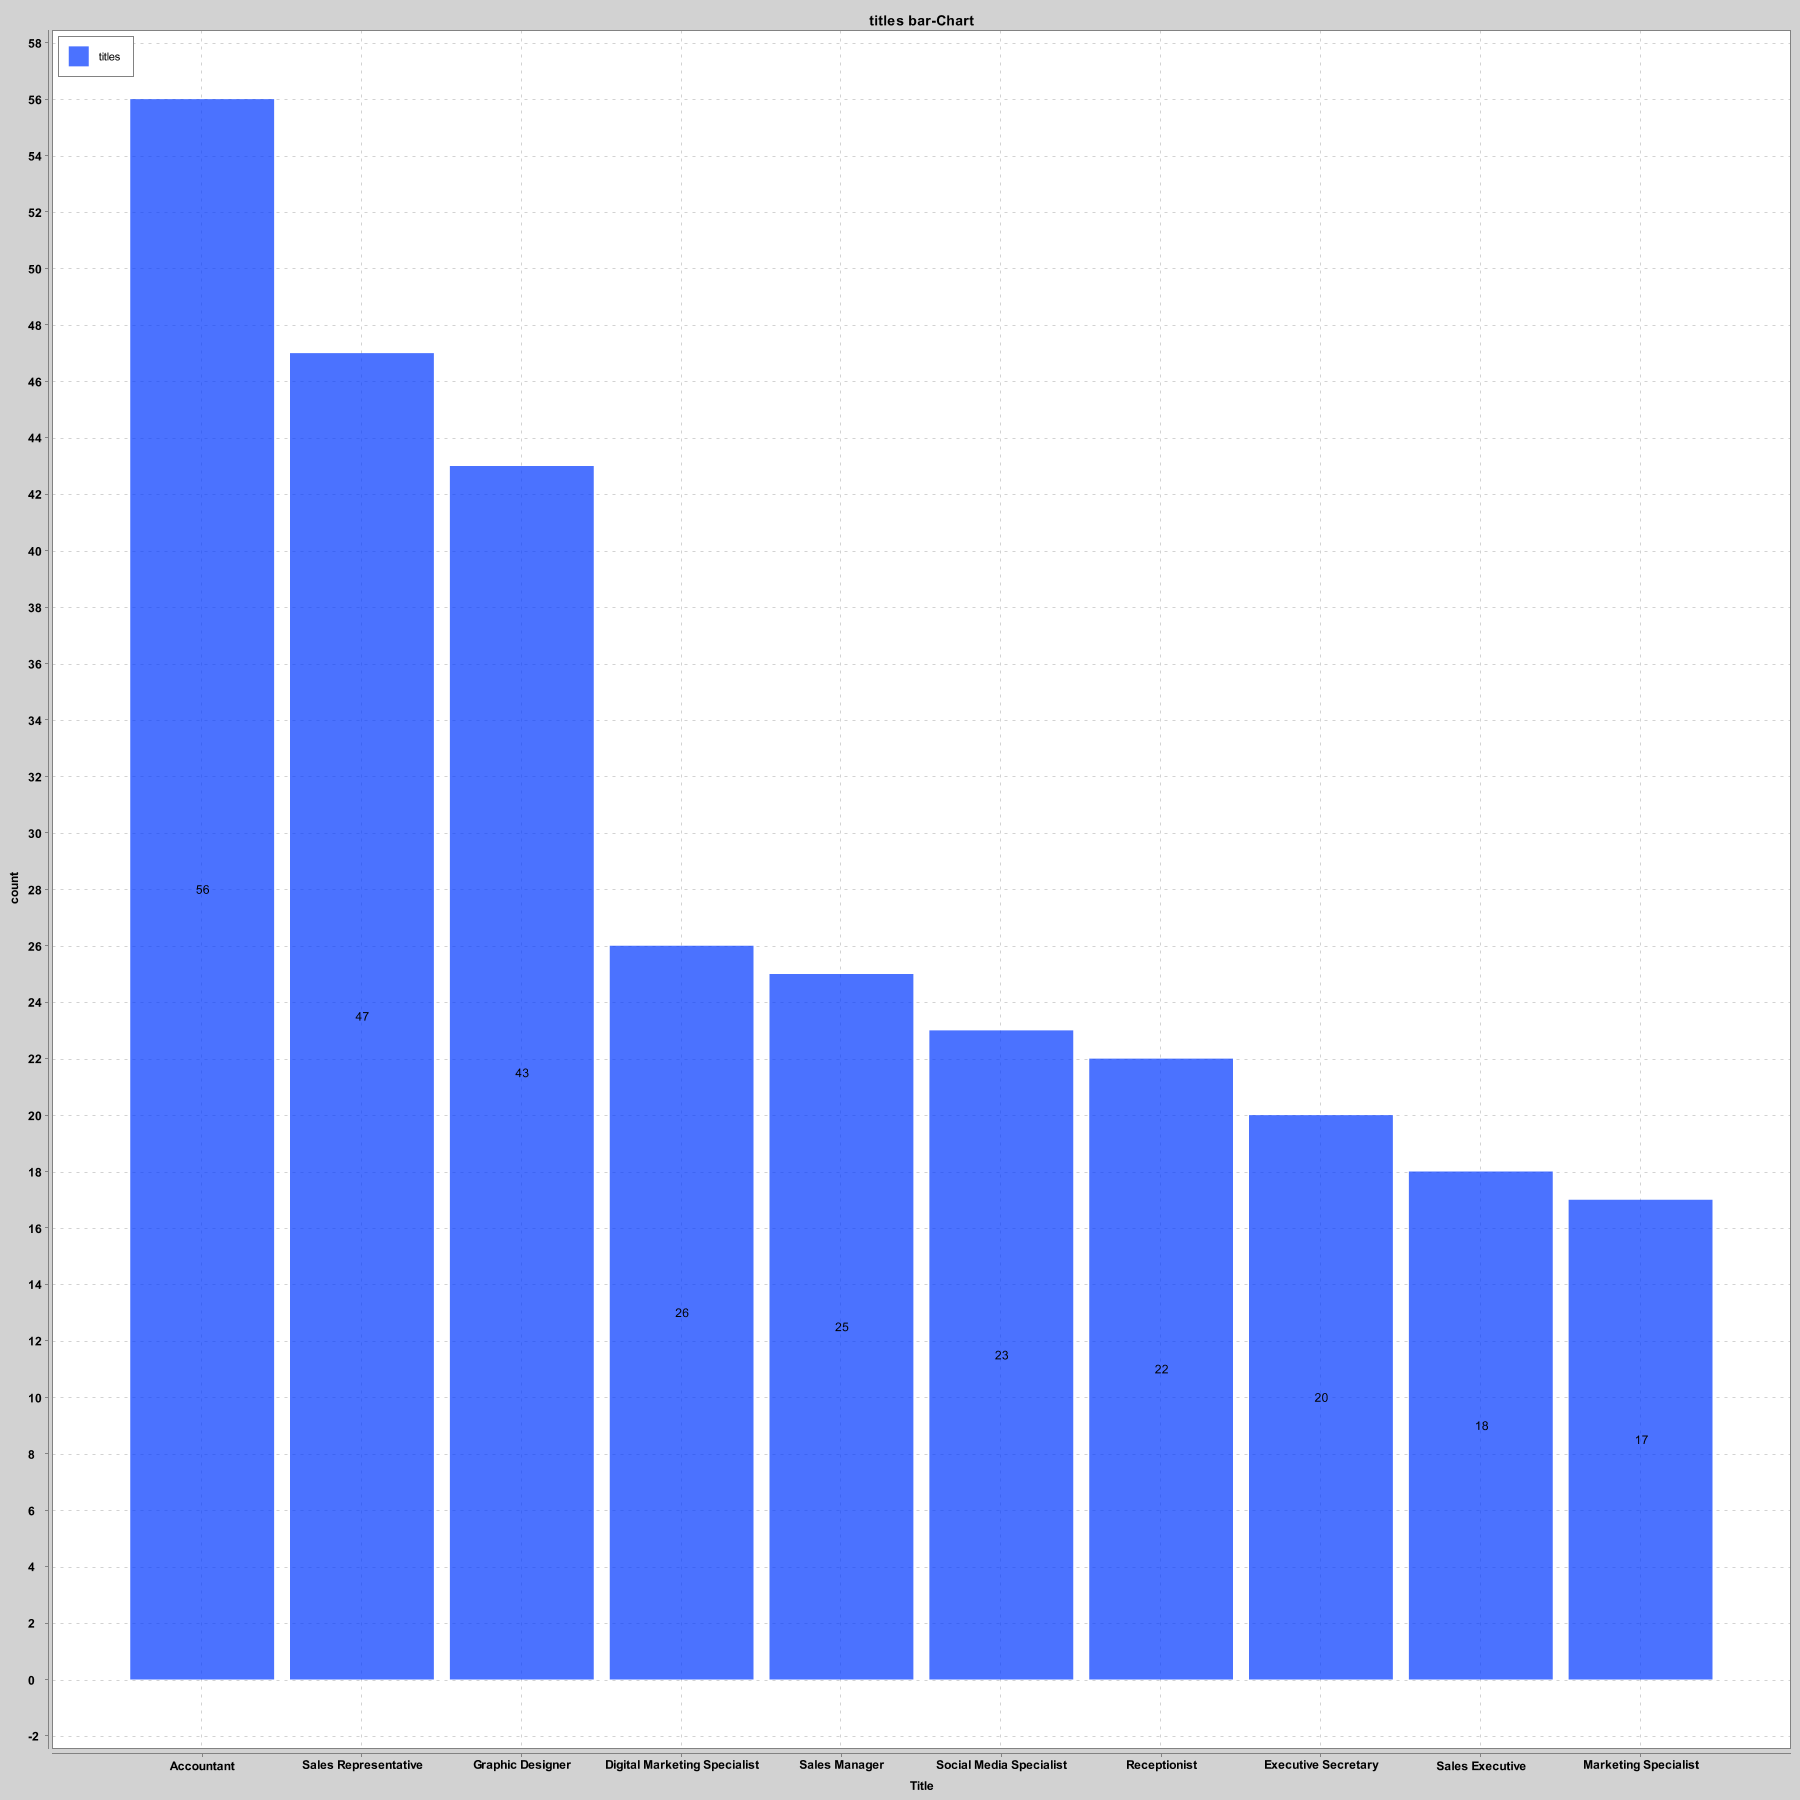 titles bar-Chart
titles
58
56
54
52
50
48
46
44
42
40
38
36
34
32
30
28
26
24
22
20
18
16
14
12
10
8
6
4
2
0
-2
count
56
47
43
26
25
23
22
20
18
17
Accountant
Sales Representative
Graphic Designer
Digital Marketing Specialist
Sales Manager
Social Media Specialist
Receptionist
Executive Secretary
Sales Executive
Marketing Specialist
Title